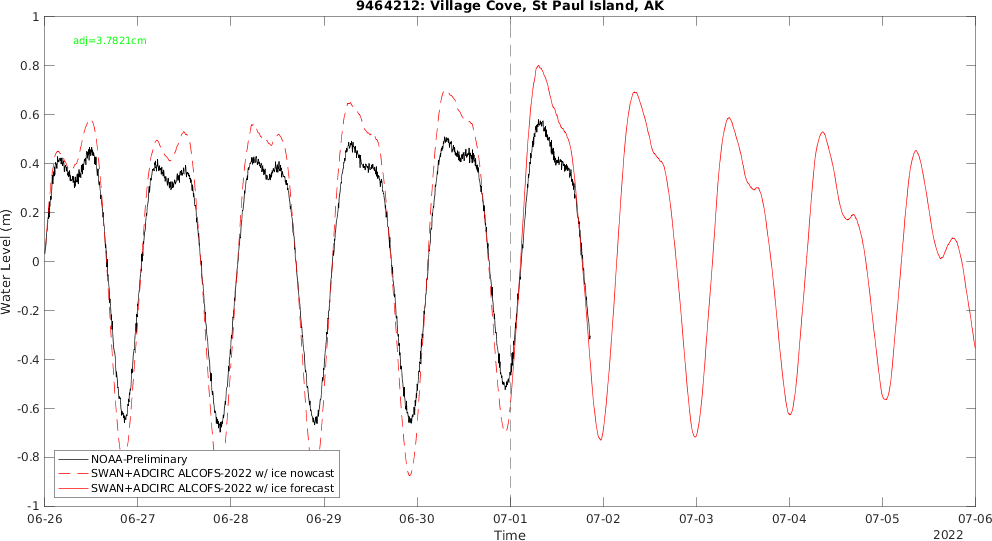 9464212: Village Cove, St Paul Island, AK
adj=3.7821cm
1
0.8
0.6
0.4
0.2
0
-0.2
-0.4
-0.6
-0.8
-1
Water Level (m)
NOAA-Preliminary
SWAN+ADCIRC ALCOFS-2022 w/ ice nowcast
SWAN+ADCIRC ALCOFS-2022 w/ ice forecast
06-26 06-27 06-28 06-29 06-30 07-01 07-02 07-03 07-04 07-05 07-06
Time
2022